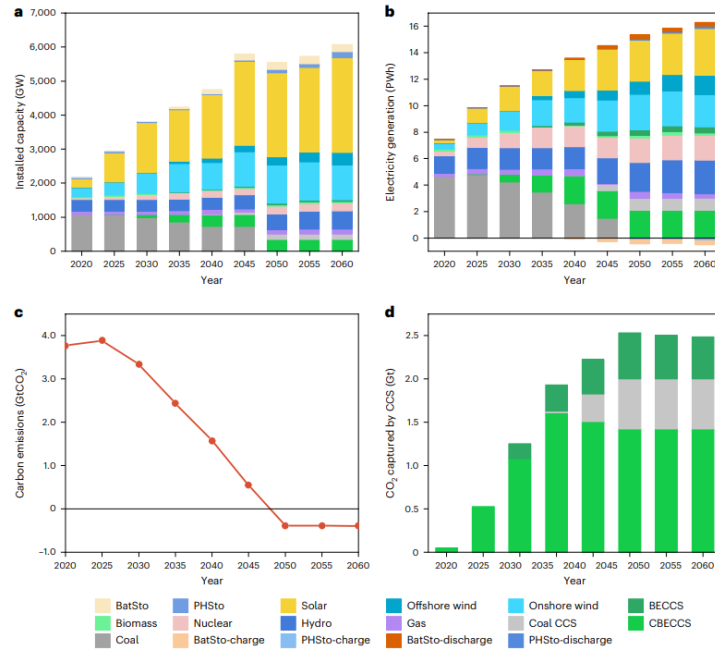 a
Installed capacity (GW)
7,000
6,000
5,000
4,000
3,000
2,000
1,000
0
2020 2025 2030 2035 2040 2045 2050 2055 2060
Year
b
Electricity generation (PWh)
16
14
12
10
8
6
4
2
0
2020 2025 2030 2035 2040 2045 2050 2055 2060
Year
c
Carbon emissions (GtCO2)
4.0
3.0
2.0
1.0
0
–1.0
2020 2025 2030 2035 2040 2045 2050 2055 2060
Year
d
CO2 captured by CCS (Gt)
2.5
2.0
1.5
1.0
0.5
0
2020 2025 2030 2035 2040 2045 2050 2055 2060
Year
BatSto PHSto Solar Offshore wind Onshore wind BECCS
Biomass Nuclear Hydro Gas Coal CCS CBECCS
Coal BatSto-charge PHSto-charge BatSto-discharge PHSto-discharge